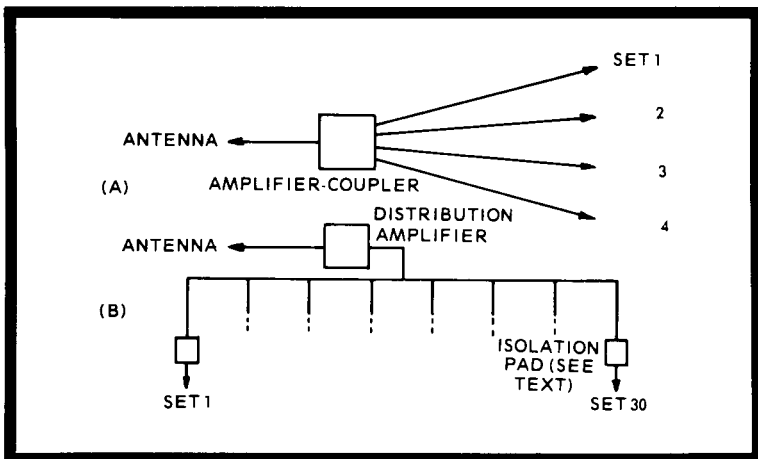 SET 1
2
ANTENNA
3
(A)
AMPLIFIER-COUPLER
4
DISTRIBUTION
AMPLIFIER
ANTENNA
(B)
ISOLATION
PAD (SEE
TEXT)
SET 1
SET 30